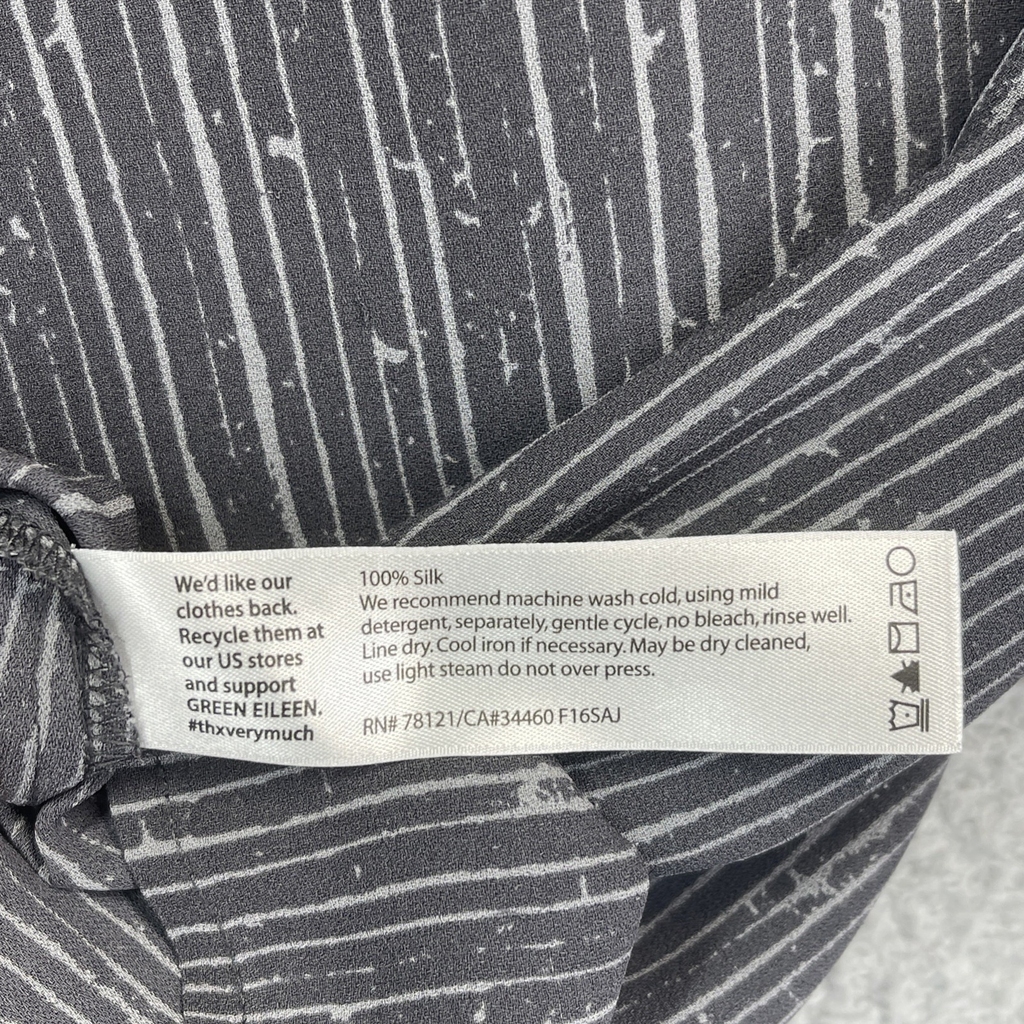 We'd like our
clothes back.
Recycle them at
our US stores
and support
GREEN EILEEN.
#thxverymuch
100% Silk
We recommend machine wash cold, using mild
detergent, separately, gentle cycle, no bleach, rinse well.
Line dry. Cool iron if necessary. May be dry cleaned,
use light steam do not over press.
RN# 78121/CA#34460 F16SAJ